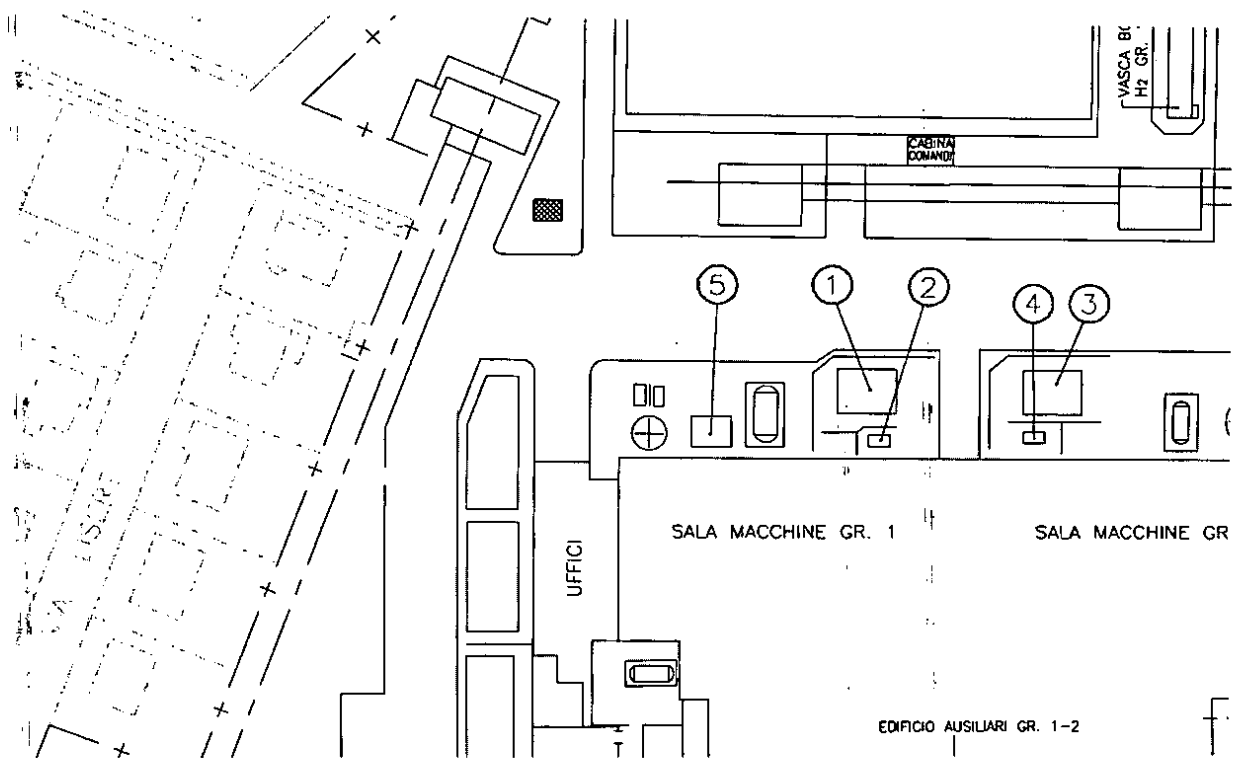 VASCA
H2 GR.
CABINA
COMANDI
5
1
2
4
3
SALA MACCHINE GR. 1
SALA MACCHINE GR
UFFICI
EDIFICIO AUSILIARI GR. 1-2